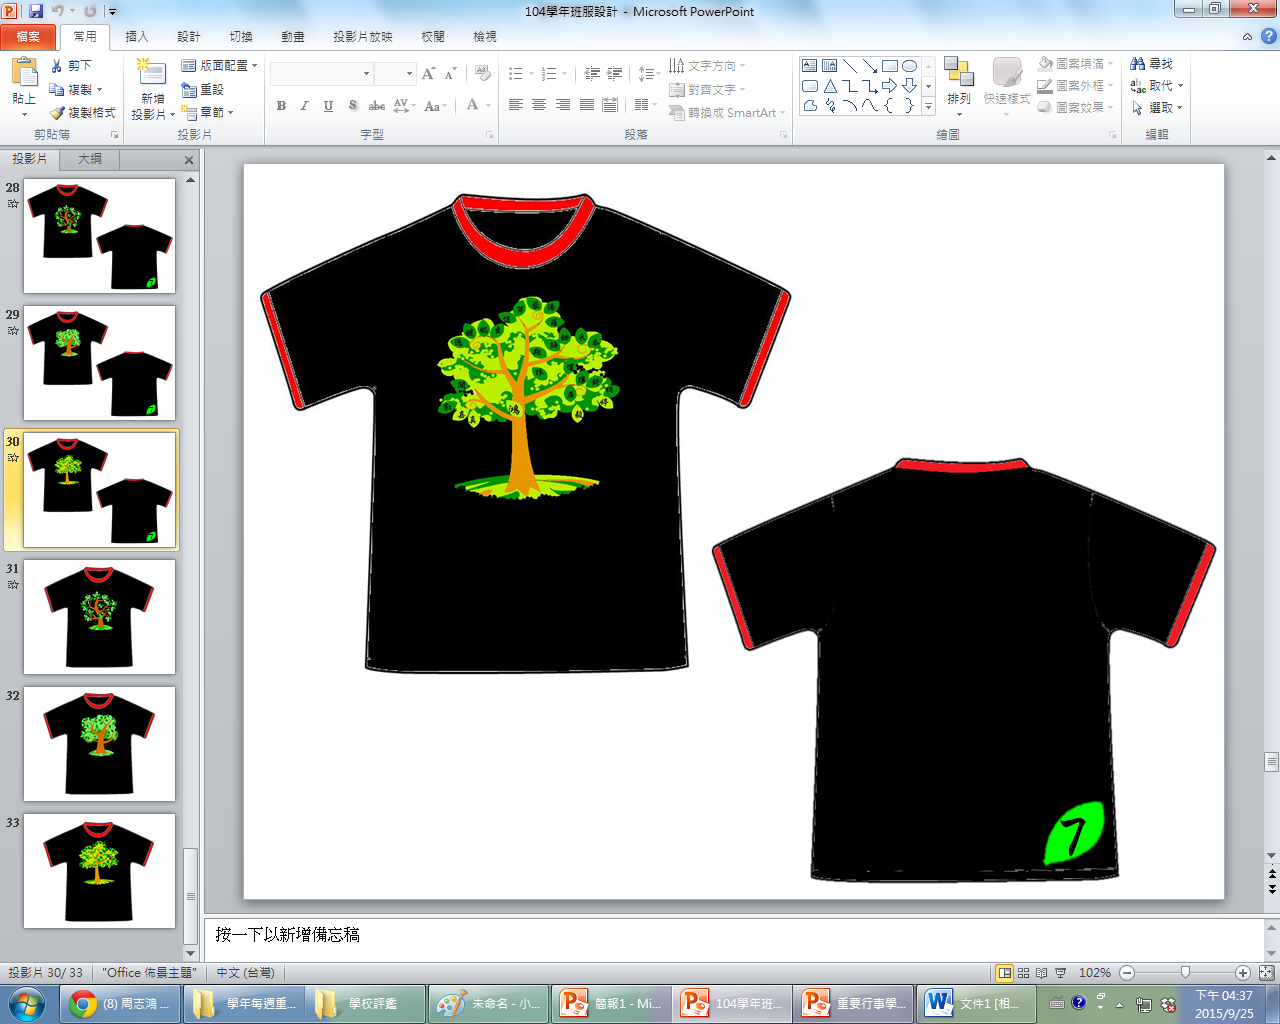 104學年班服設計 - Microsoft PowerPoint
檔案 常用 插入 設計 切換 動畫 投影片放映 校閱 檢視
貼上
剪下
複製
複製格式
剪貼簿
新增
投影片
版面配置
重設
章節
投影片
B I U S abc AV Aa A
字型
文字方向
對齊文字
轉換成 SmartArt
段落
排列
快速樣式
圖案填滿
圖案外框
圖案效果
繪圖
尋找
取代
選取
編輯
投影片 大綱
28
29
30
31
32
33
7
按一下以新增備忘稿
投影片 30/ 33 "Office 佈景主題" 中文 (台灣) 102%
(8) 周志鴻 ... 學年每週重... 學校評鑑 未命名 - 小... 簡報1 - Mi... 104學年班... 重要行事學... 文件1 [相... 下午 04:37
2015/9/25